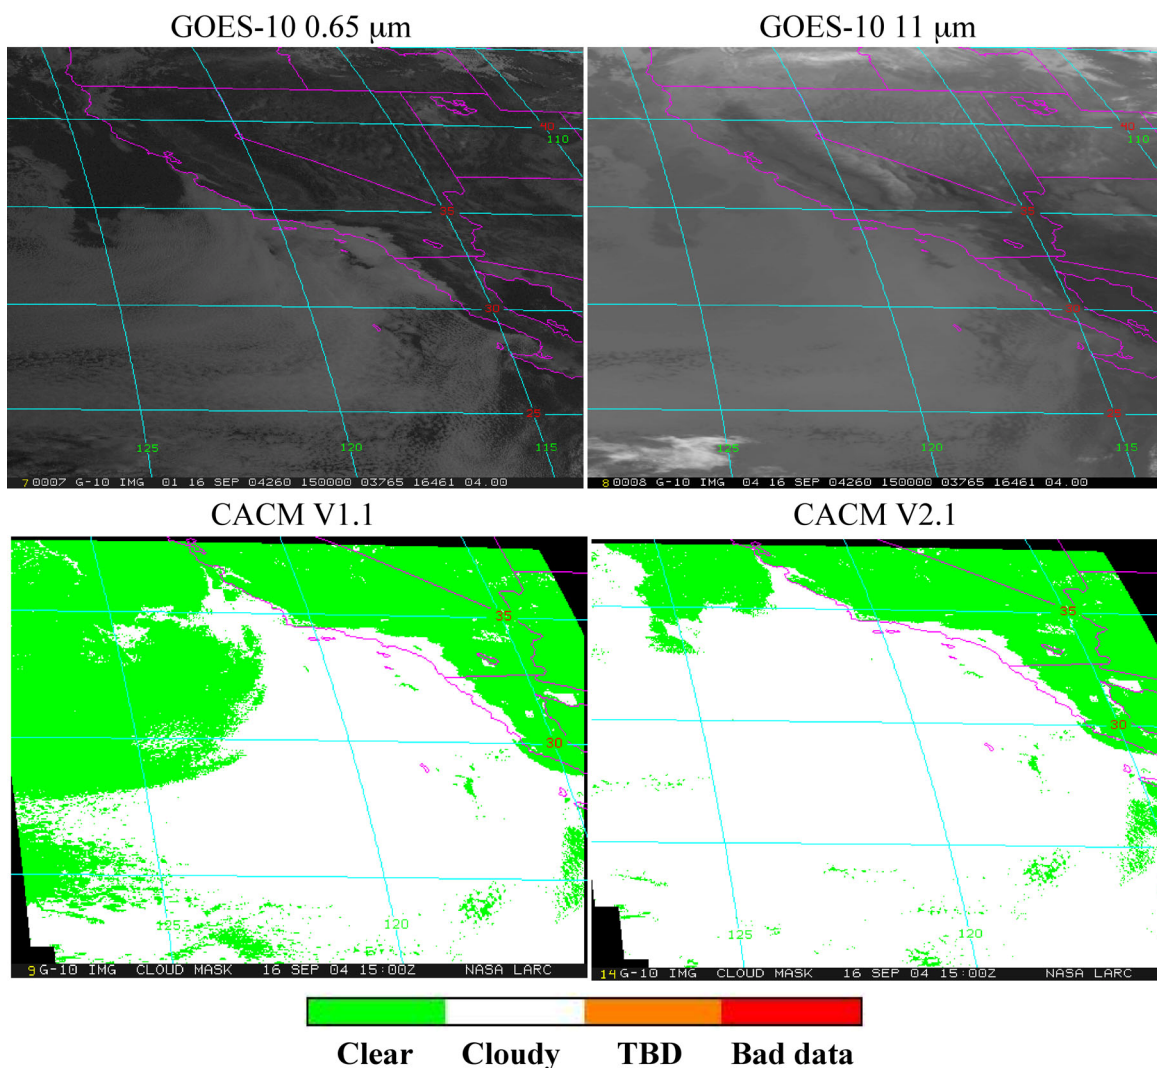 GOES-10 0.65 μm
GOES-10 11 μm
40
110
35
30
25
125
120
115
7 0007 G-10 IMG 01 16 SEP 04260 150000 03765 16461 04.00
40
110
35
30
25
125
120
115
8 0008 G-10 IMG 04 16 SEP 04260 150000 03765 16461 04.00
CACM V1.1
CACM V2.1
35
30
125
120
9 G-10 IMG CLOUD MASK 16 SEP 04 15:00Z NASA LARC
35
30
125
120
14 G-10 IMG CLOUD MASK 16 SEP 04 15:00Z NASA LARC
Clear Cloudy TBD Bad data